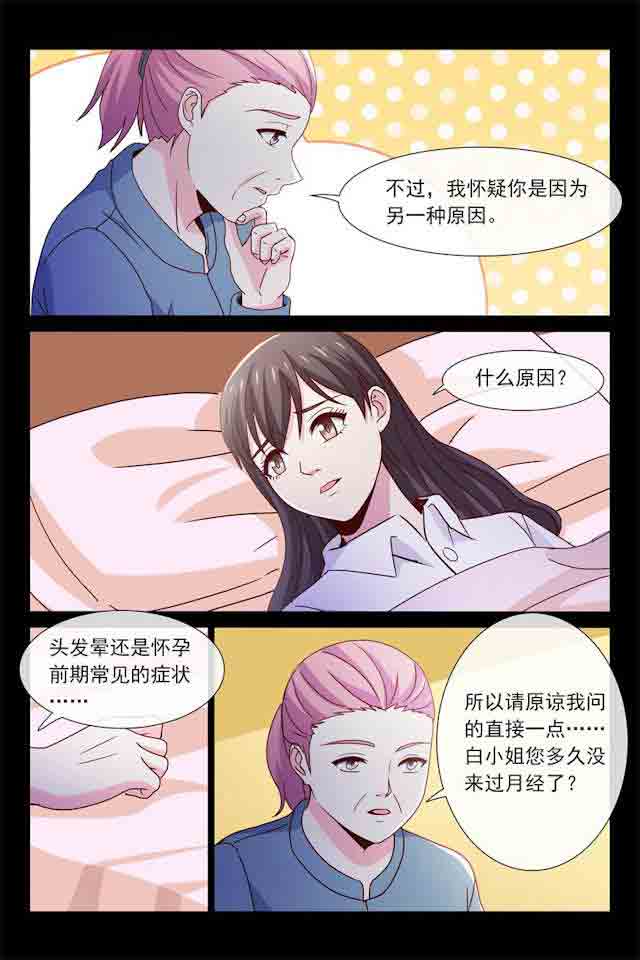 不过，我怀疑你是因为
另一种原因。
什么原因？
头发晕还是怀孕
前期常见的症状
……
所以请原谅我问
的直接一点……
白小姐您多久没
来过月经了？